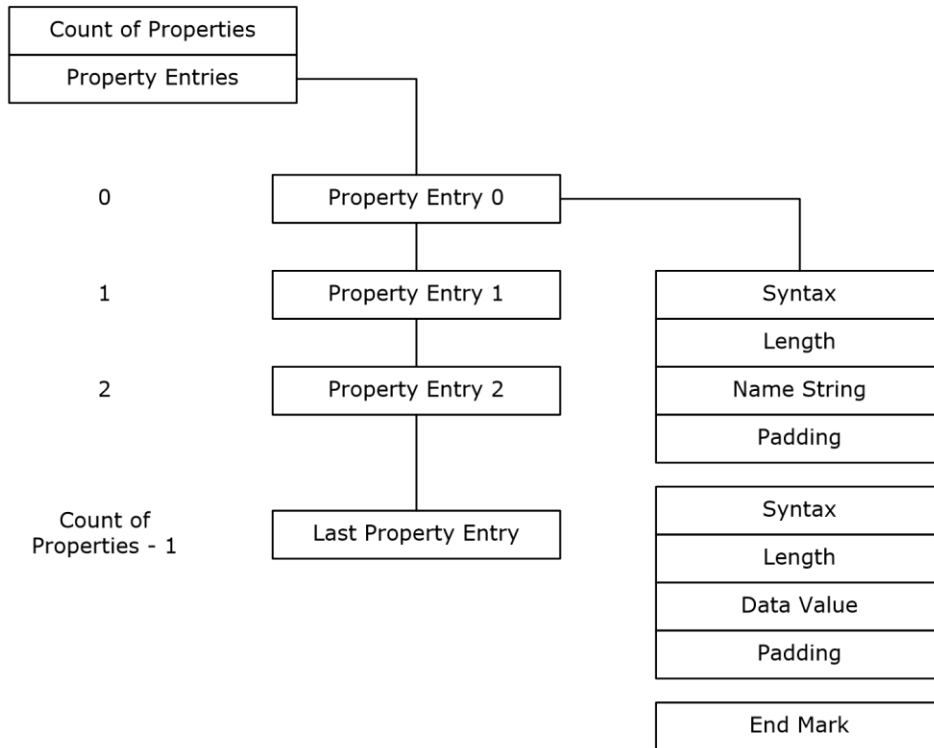 Count of Properties
Property Entries
0
Property Entry 0
1
Property Entry 1
Syntax
Length
2
Property Entry 2
Name String
Padding
Count of
Properties - 1
Last Property Entry
Syntax
Length
Data Value
Padding
End Mark